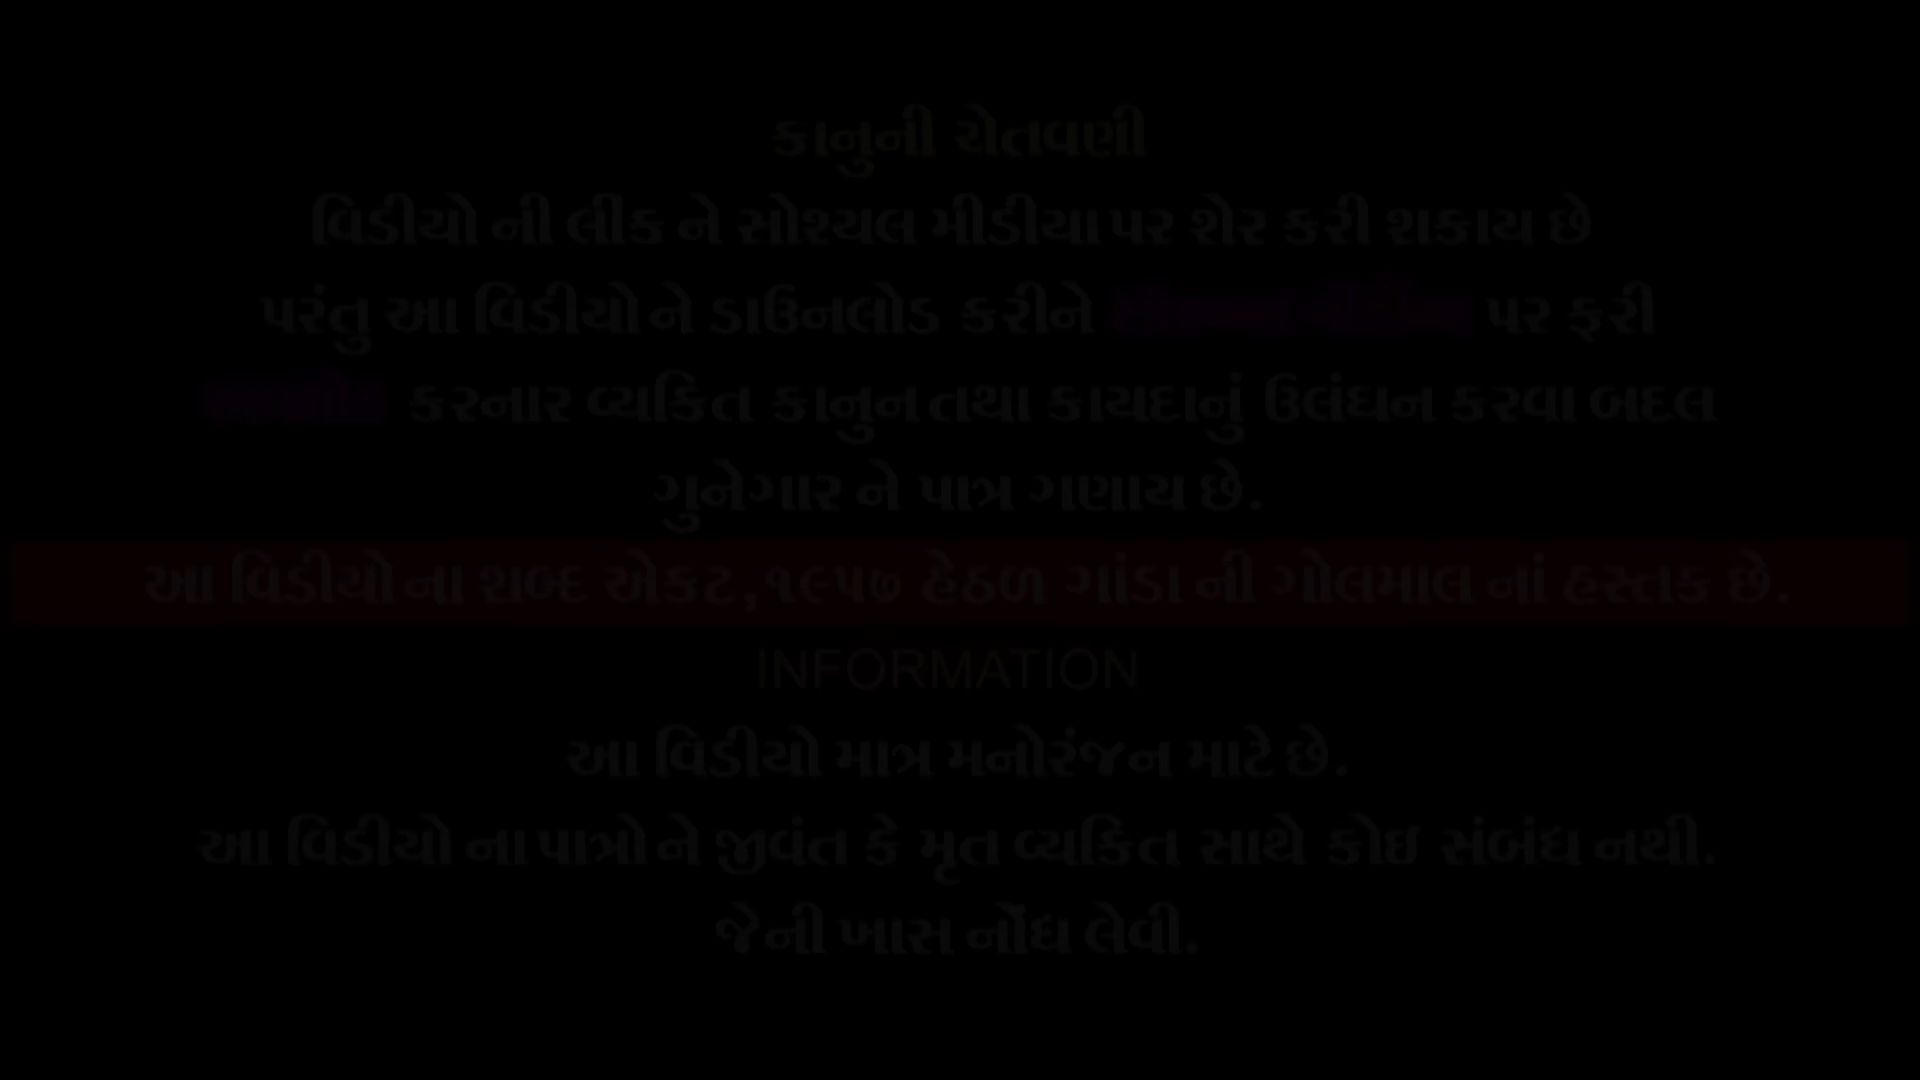 કાનુની ચેતવણી
વિડીયો ની લીક ને સોશ્યલ મીડીયા પર શેર કરી શકાય છે
પરંતુ આ વિડીયો ને ડાઉનલોડ કરીને પર ફરી
કરનાર વ્યકિત કાનુન તથા કાયદાનું ઉલંઘન કરવા બદલ
ગુનેગાર ને પાત્ર ગણાય છે.
આ વિડીયો ના શબ્દ એકટ,૧૯૫૭ હેઠળ ગાંડા ની ગોલમાલ નાં હસ્તક છે.
INFORMATION
આ વિડીયો માત્ર મનોરંજન માટે છે.
આ વિડીયો ના પાત્રો ને જીવંત કે મૃત વ્યકિત સાથે કોઇ સંબંધ નથી.
જેની ખાસ નોંધ લેવી.